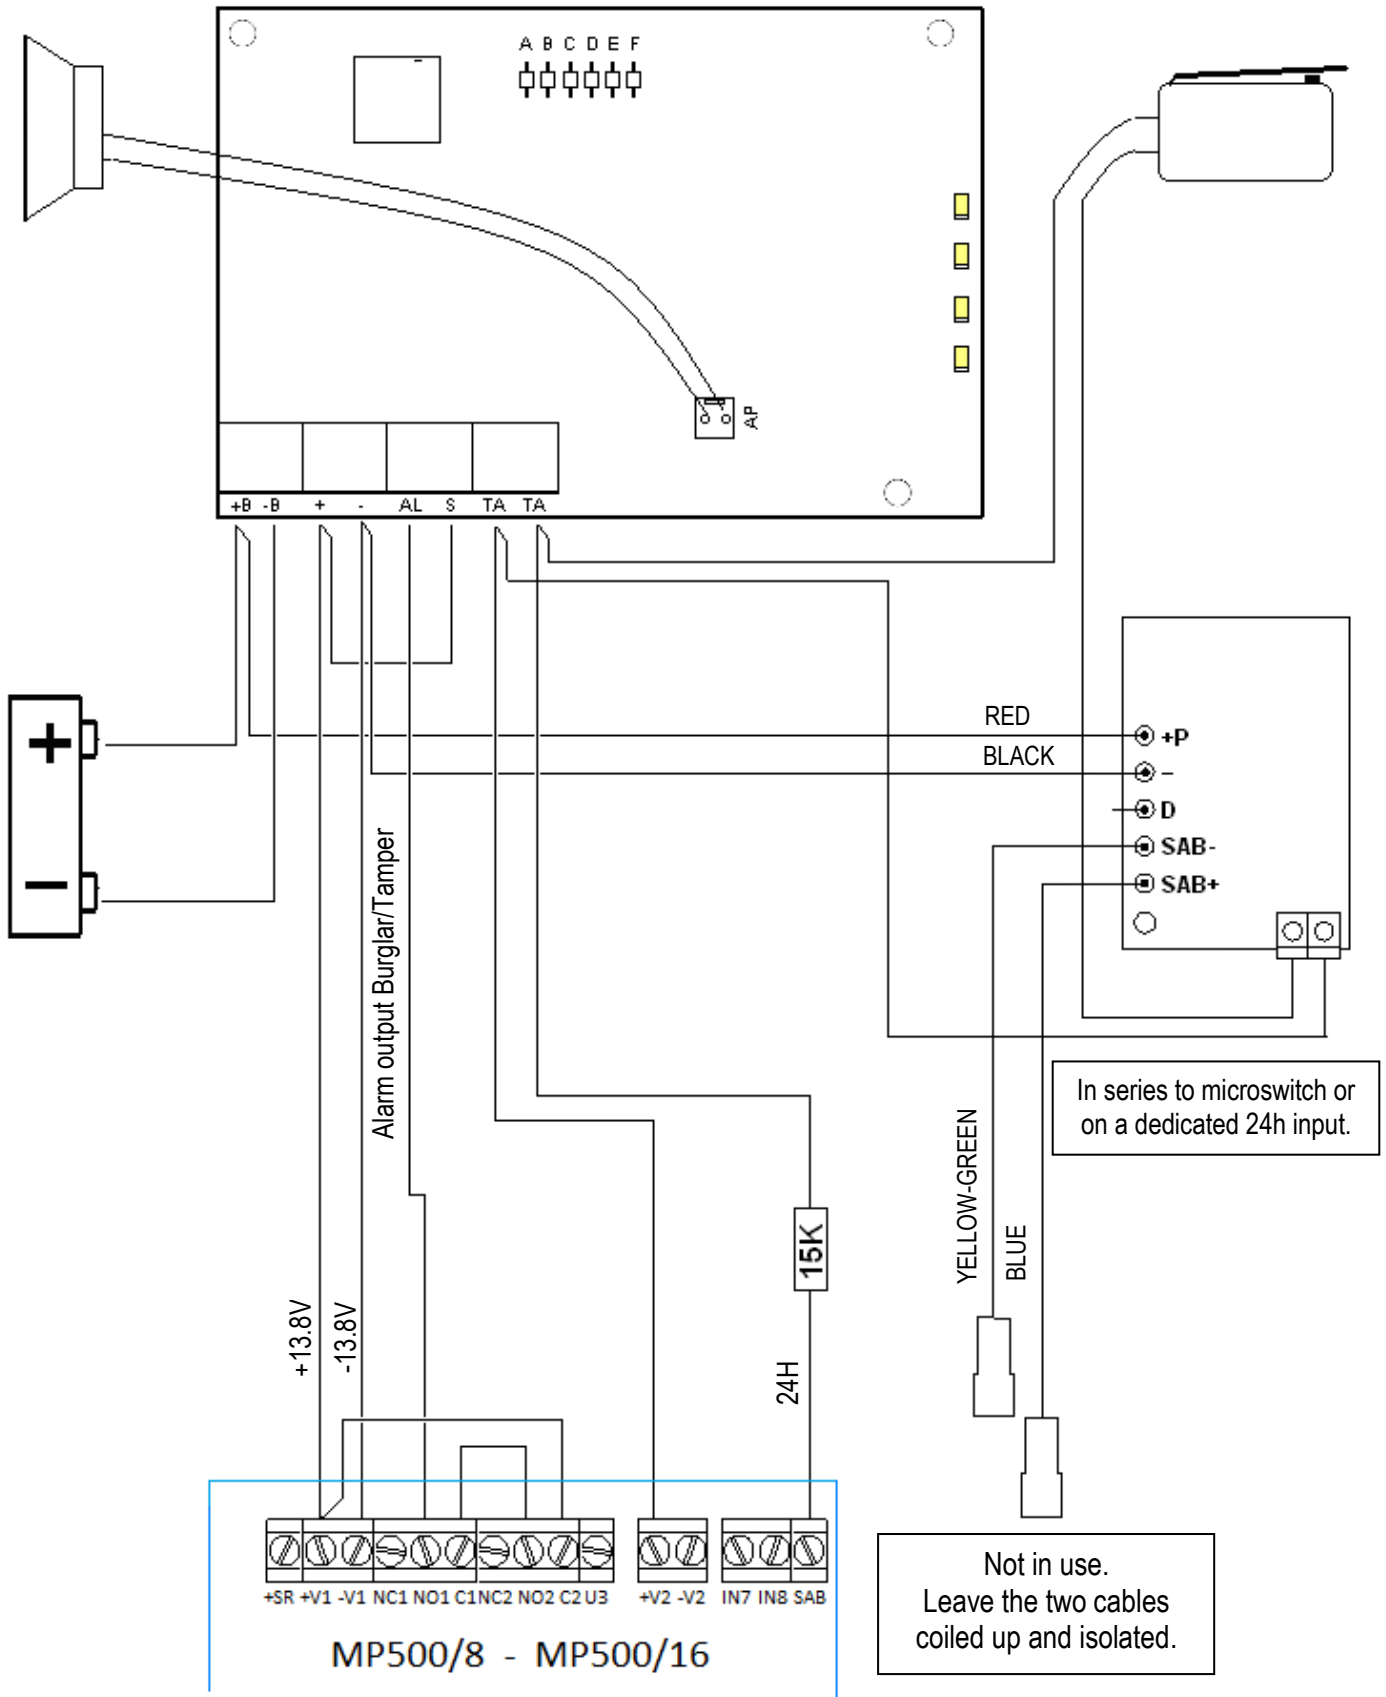 A B C D E F
AP
+B -B + - AL S TA TA
RED
+P
BLACK
–
D
SAB-
SAB+
+
–
Alarm output Burglar/Tamper
In series to microswitch or
on a dedicated 24h input.
YELLOW-GREEN
BLUE
15K
+13.8V
-13.8V
24H
+SR +V1 -V1 NC1 NO1 C1 NC2 NO2 C2 U3 +V2 -V2 IN7 IN8 SAB
MP500/8 - MP500/16
Not in use.
Leave the two cables
coiled up and isolated.